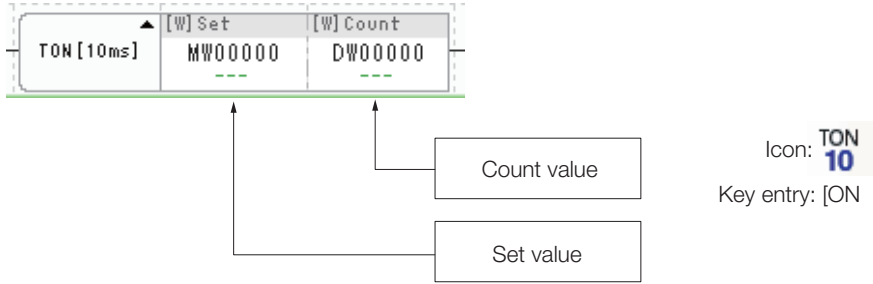 [W]Set [W]Count
TON[10ms] MW00000 DW00000
--- ---
Count value
Icon: TON 10
Key entry: [ON
Set value